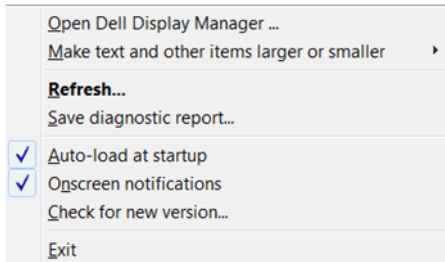 Open Dell Display Manager ...
Make text and other items larger or smaller
Refresh...
Save diagnostic report...
Auto-load at startup
Onscreen notifications
Check for new version...
Exit